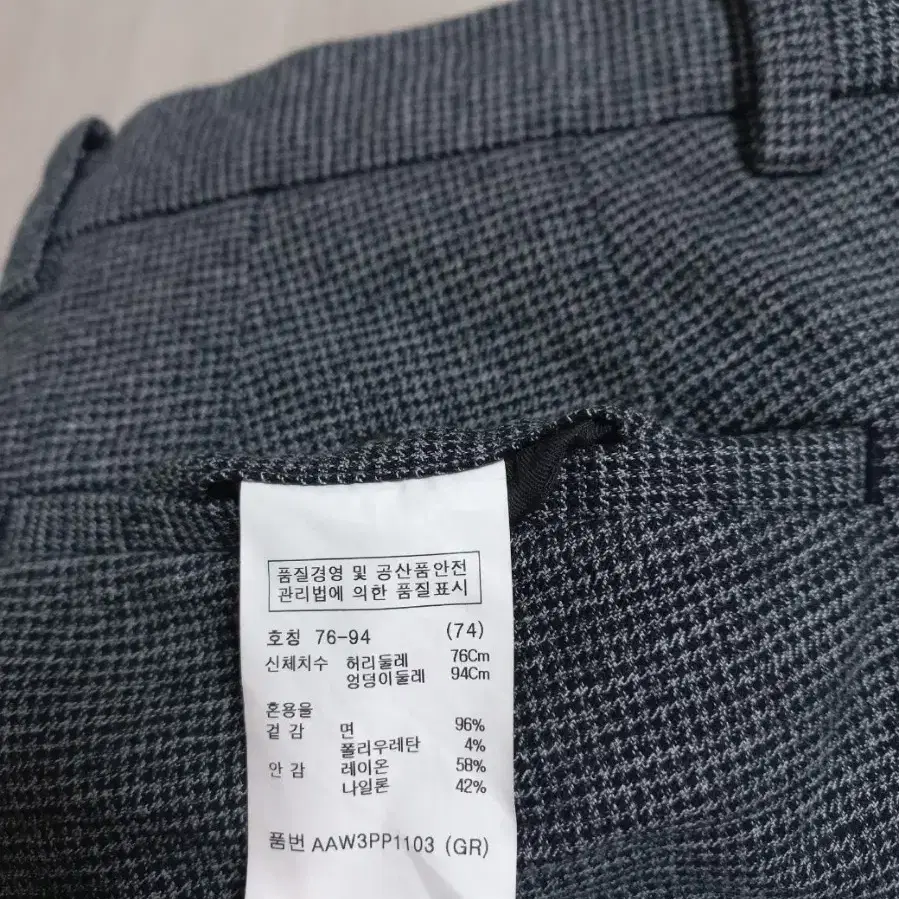 품질경영 및 공산품안전
관리법에 의한 품질표시
호칭 76-94 (74)
신체치수 허리둘레 76Cm
엉덩이둘레 94Cm
혼용율
겉감 면 96%
폴리우레탄 4%
안감 레이온 58%
나일론 42%
품번 AAW3PP1103 (GR)